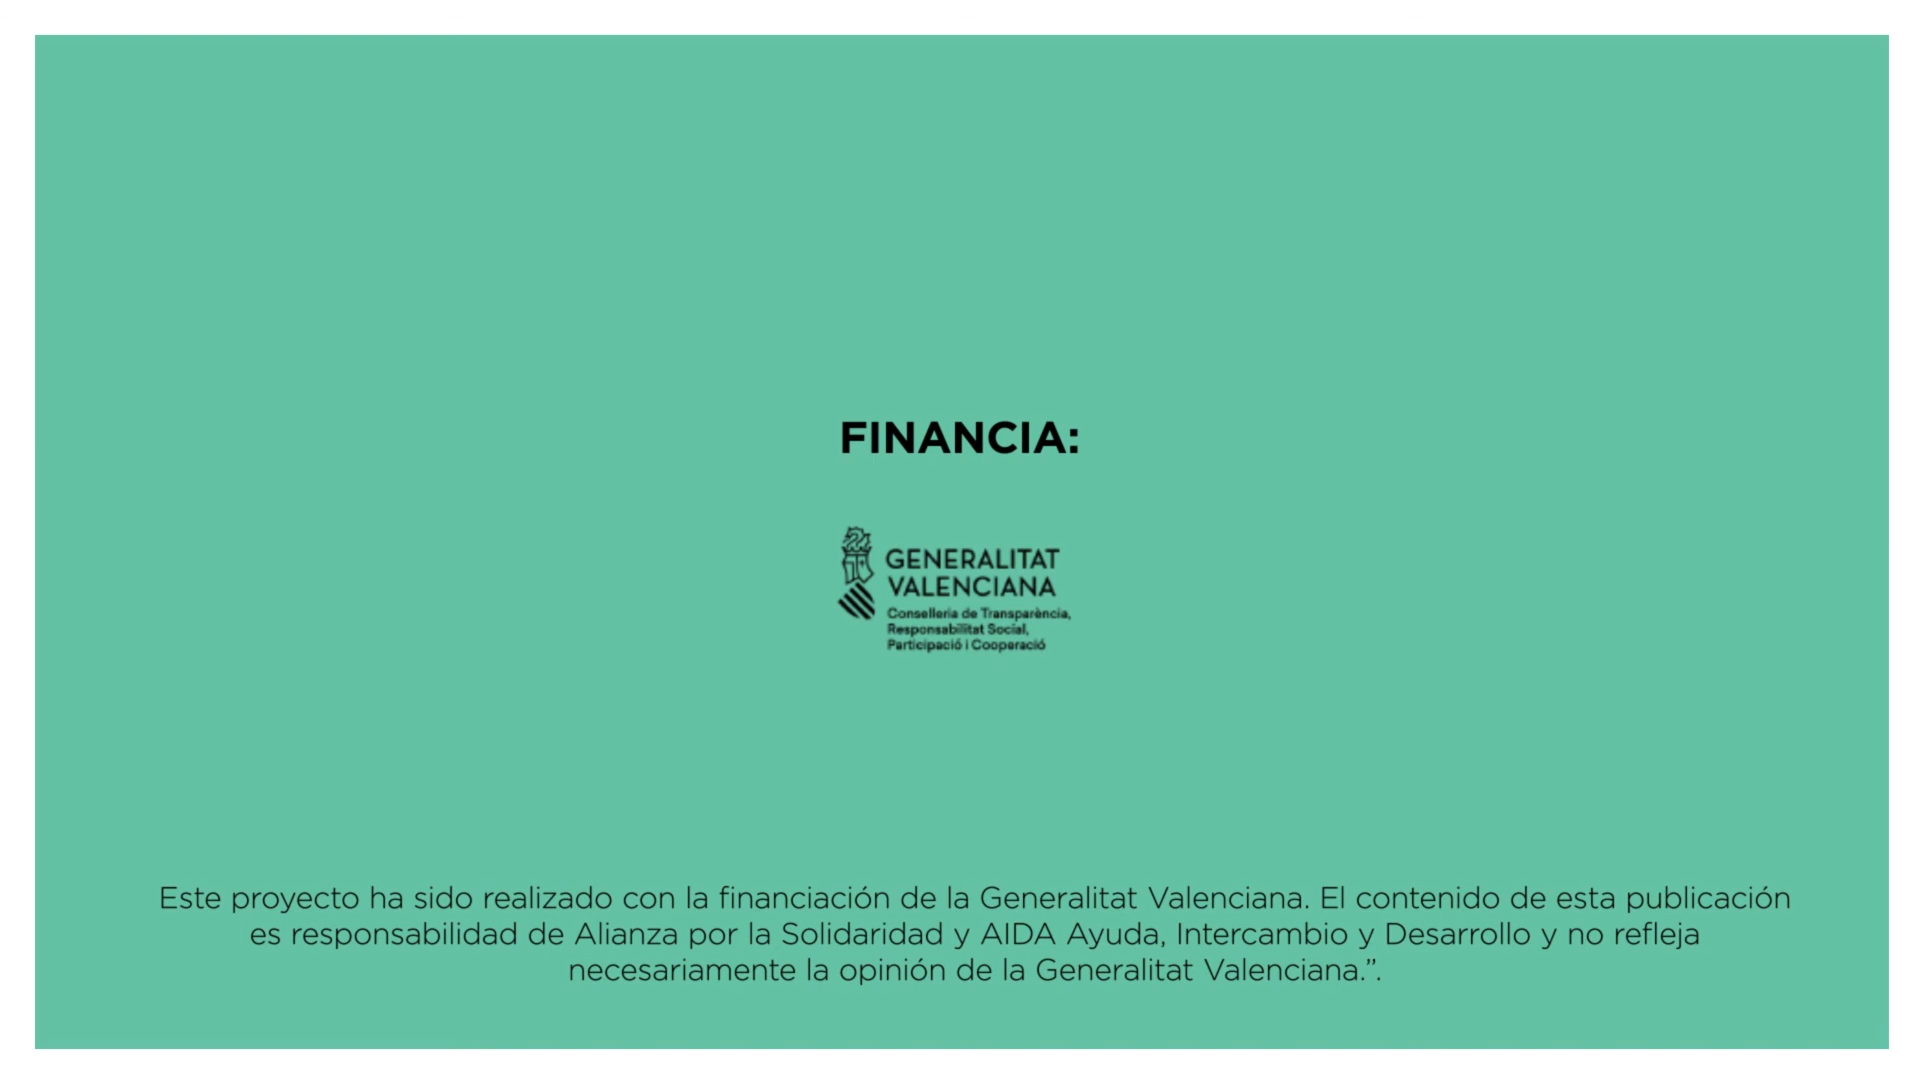 FINANCIA:
GENERALITAT
VALENCIANA
Conselleria de Transparència,
Responsabilitat Social,
Participació i Cooperació
Este proyecto ha sido realizado con la financiación de la Generalitat Valenciana. El contenido de esta publicación
es responsabilidad de Alianza por la Solidaridad y AIDA Ayuda, Intercambio y Desarrollo y no refleja
necesariamente la opinión de la Generalitat Valenciana.”.